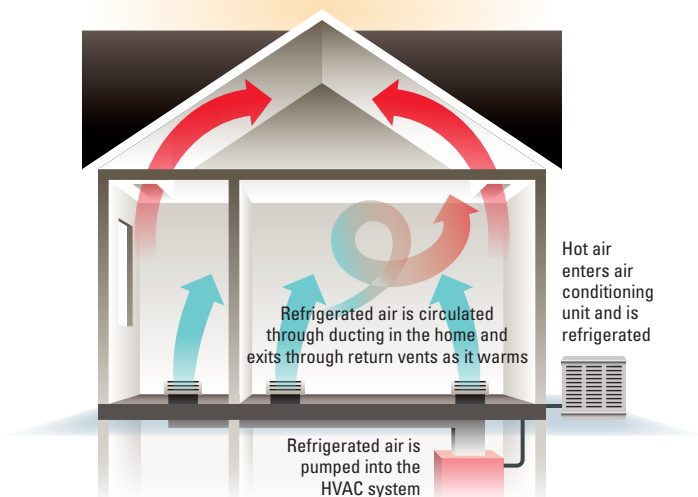 Hot air
enters air
conditioning
unit and is
refrigerated
Refrigerated air is circulated
through ducting in the home and
exits through return vents as it warms
Refrigerated air is
pumped into the
HVAC system